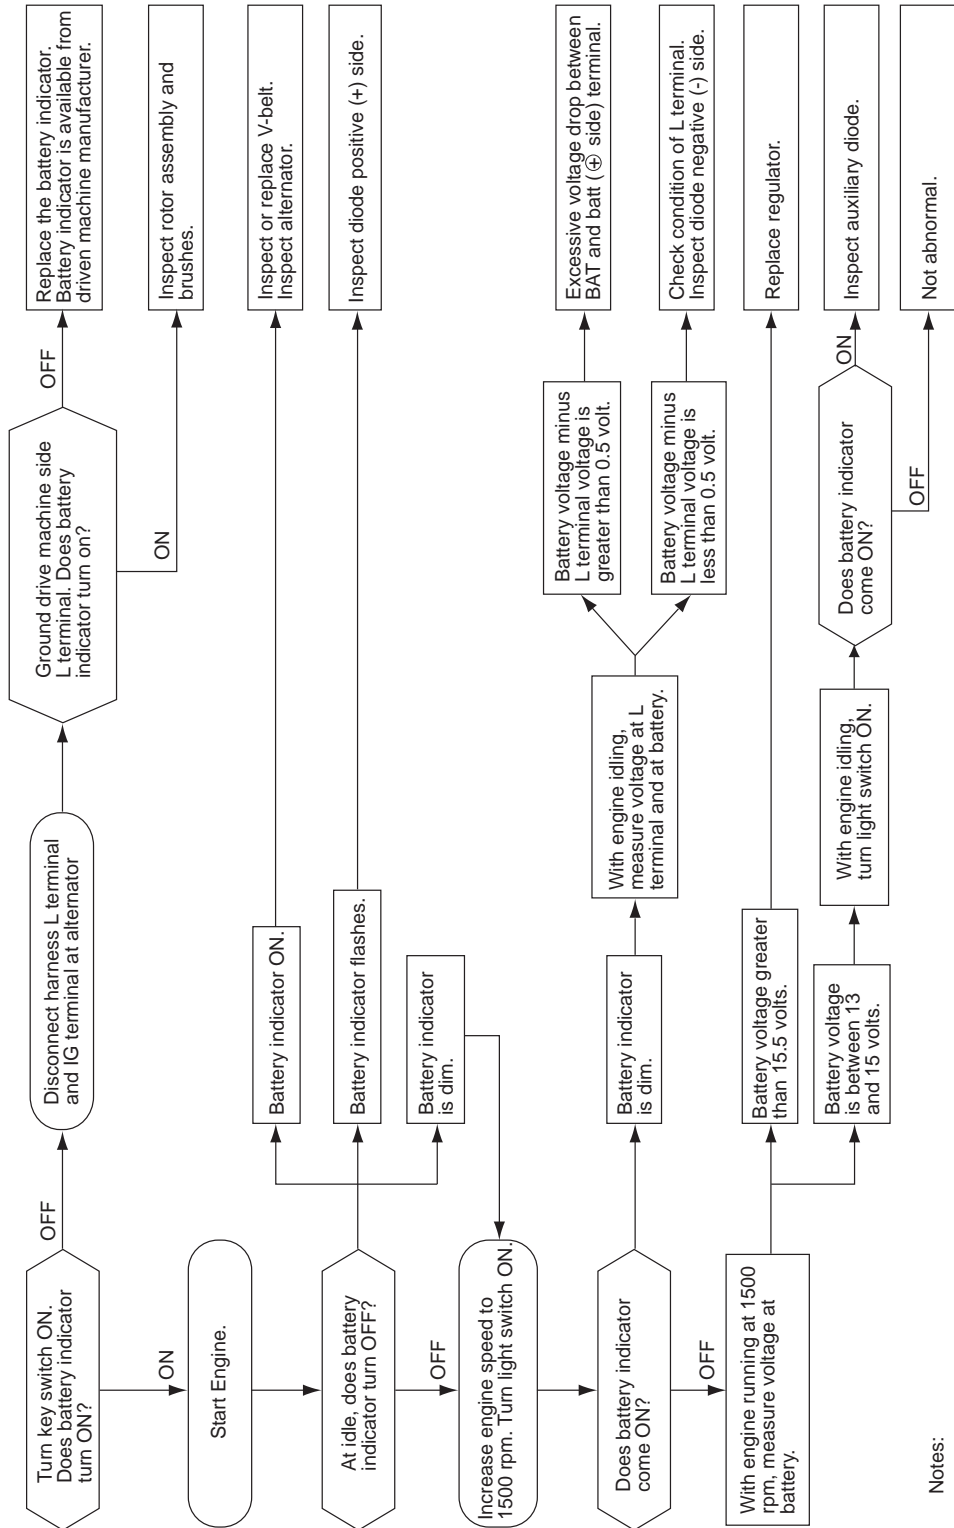 Turn key switch ON.
Does battery indicator
turn ON?
OFF
Disconnect harness L terminal
and IG terminal at alternator
Ground drive machine side
L terminal. Does battery
indicator turn on?
OFF
Replace the battery indicator.
Battery indicator is available from
driven machine manufacturer.
ON
Inspect rotor assembly and
brushes.
ON
Start Engine.
At idle, does battery
indicator turn OFF?
Battery indicator ON.
Inspect or replace V-belt.
Inspect alternator.
Battery indicator flashes.
Inspect diode positive (+) side.
Battery indicator
is dim.
OFF
Increase engine speed to
1500 rpm. Turn light switch ON.
Does battery indicator
come ON?
Battery indicator
is dim.
With engine idling,
measure voltage at L
terminal and at battery.
Battery voltage minus
L terminal voltage is
greater than 0.5 volt.
Excessive voltage drop between
BAT and batt (⊕ side) terminal.
Battery voltage minus
L terminal voltage is
less than 0.5 volt.
Check condition of L terminal.
Inspect diode negative (-) side.
OFF
With engine running at 1500
rpm, measure voltage at
battery.
Battery voltage greater
than 15.5 volts.
Replace regulator.
Battery voltage
is between 13
and 15 volts.
With engine idling,
turn light switch ON.
Does battery indicator
come ON?
ON
Inspect auxiliary diode.
OFF
Not abnormal.
Notes: